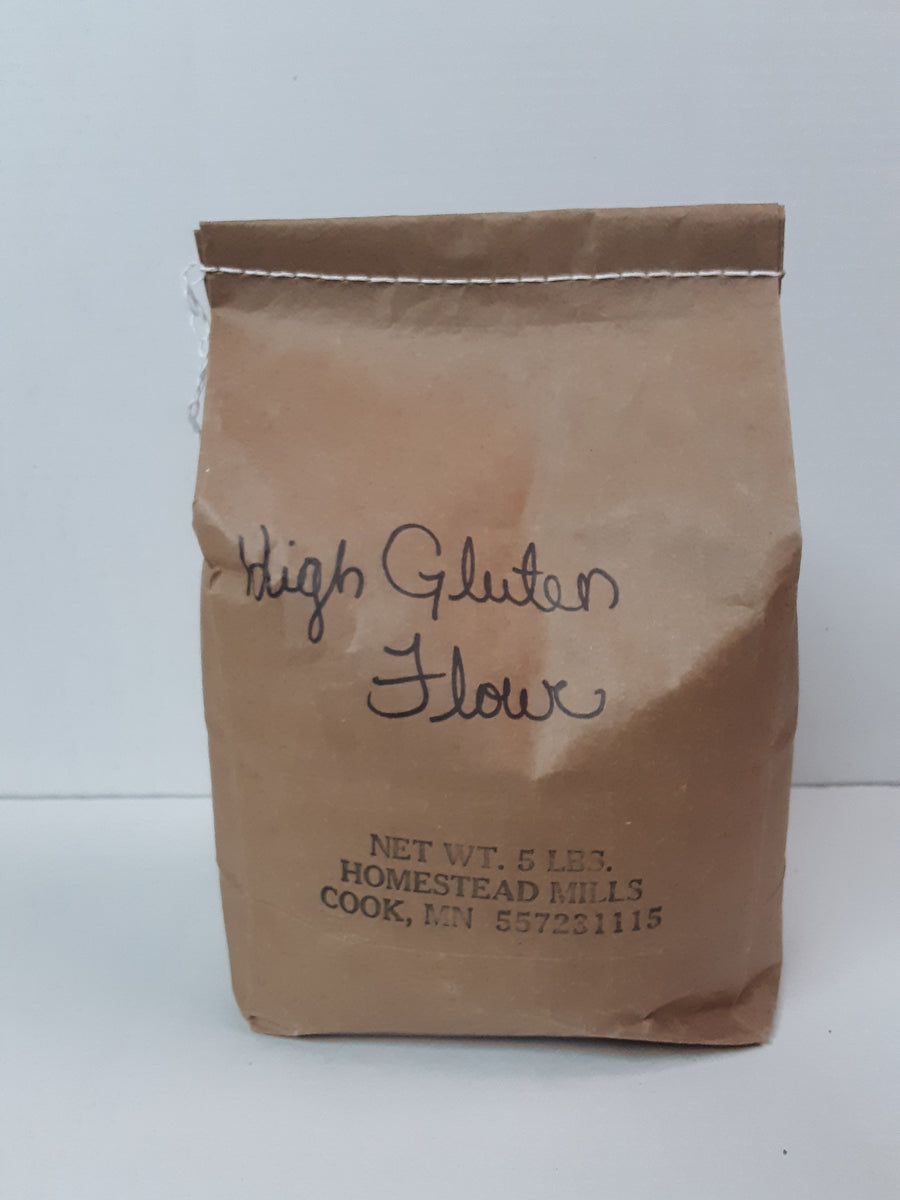 High Gluten
Flour
NET WT. 5 LBS.
HOMESTEAD MILLS
COOK, MN 557231115